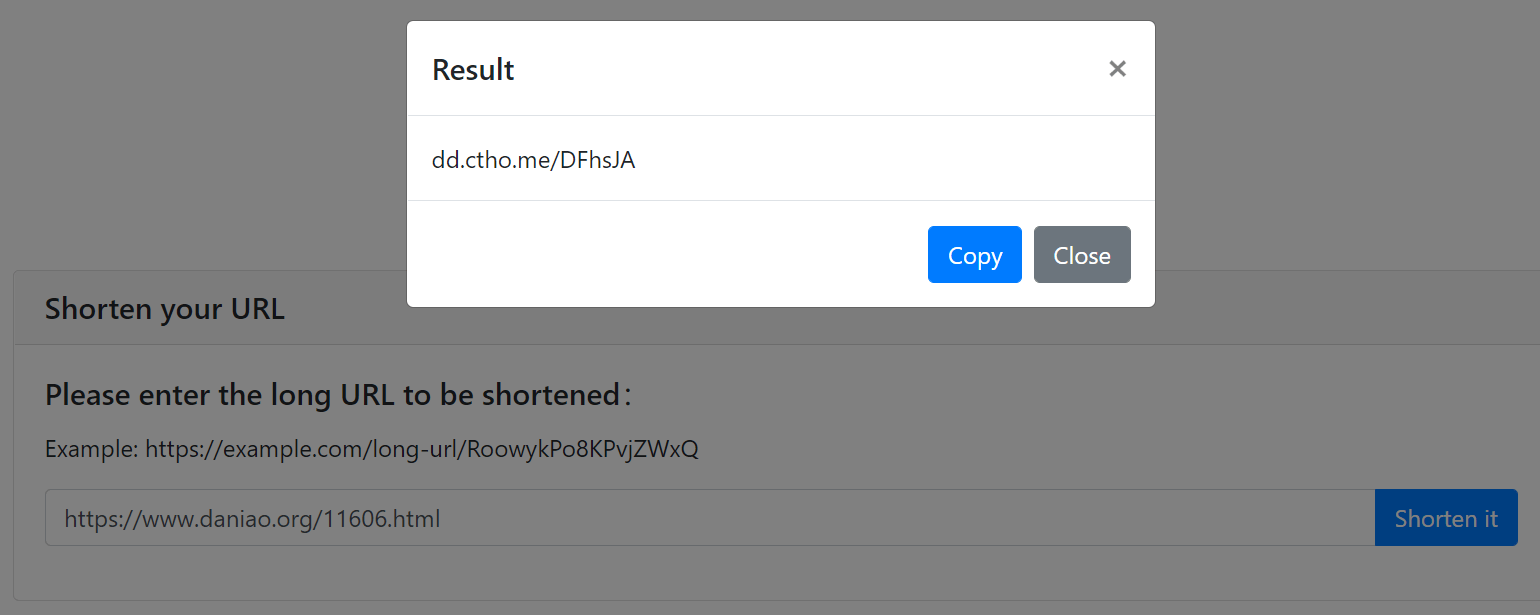 Result
×
dd.ctho.me/DFhsJA
Copy
Close
Shorten your URL
Please enter the long URL to be shortened：
Example: https://example.com/long-url/RoowykPo8KPvjZWxQ
https://www.daniao.org/11606.html
Shorten it